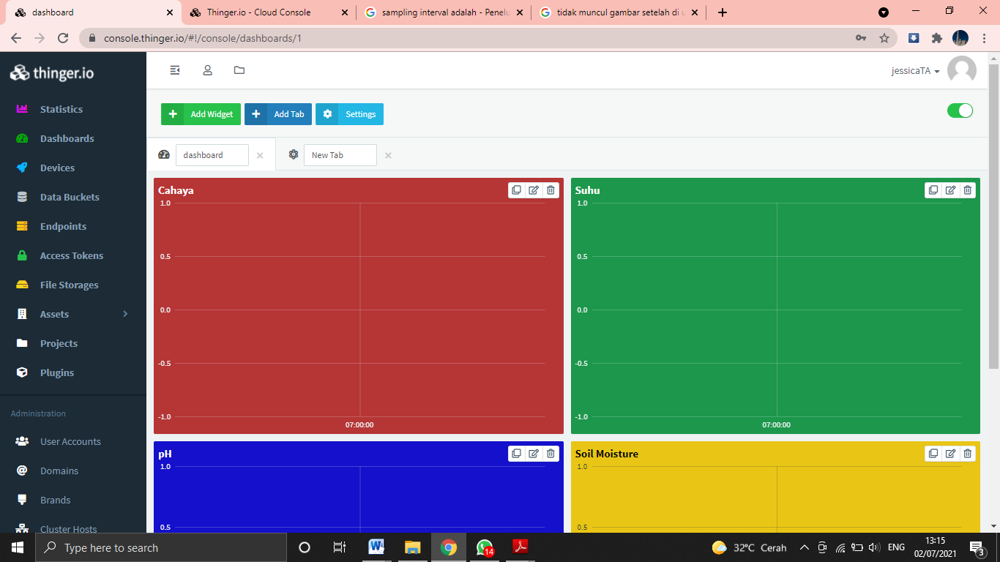 dashboard
Thinger.io - Cloud Console
sampling interval adalah - Penelu
tidak muncul gambar setelah di u
console.thinger.io/#!/console/dashboards/1
thinger.io
jessicaTA
Statistics
Dashboards
Devices
Data Buckets
Endpoints
Access Tokens
File Storages
Assets
Projects
Plugins
Administration
User Accounts
Domains
Brands
Cluster Hosts
Add Widget
Add Tab
Settings
dashboard
New Tab
Cahaya
1.0
0.5
0.0
-0.5
-1.0
07:00:00
Suhu
1.0
0.5
0.0
-0.5
-1.0
07:00:00
pH
1.0
0.5
Soil Moisture
1.0
0.5
Type here to search
14
32°C Cerah
ENG
13:15
02/07/2021
3